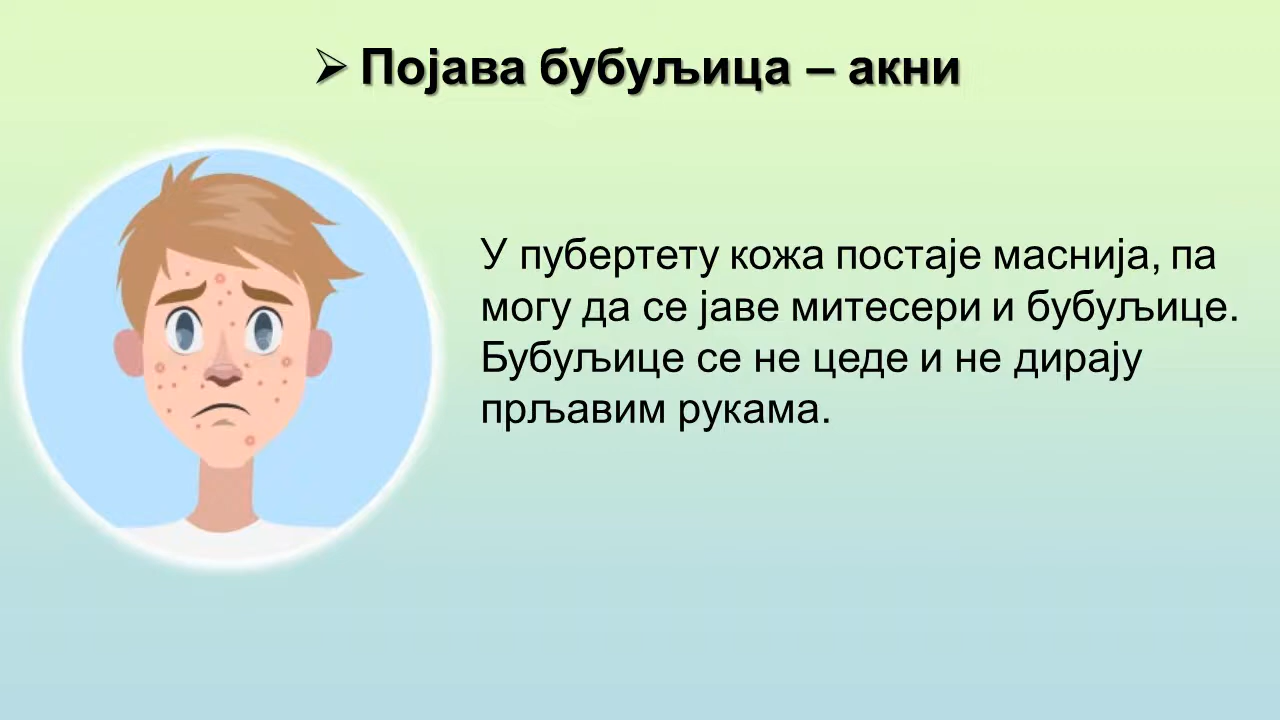 ➢ Појава бубуљица – акни
У пубертету кожа постаје маснија, па
могу да се јаве митесери и бубуљице.
Бубуљице се не цеде и не дирају
прљавим рукама.